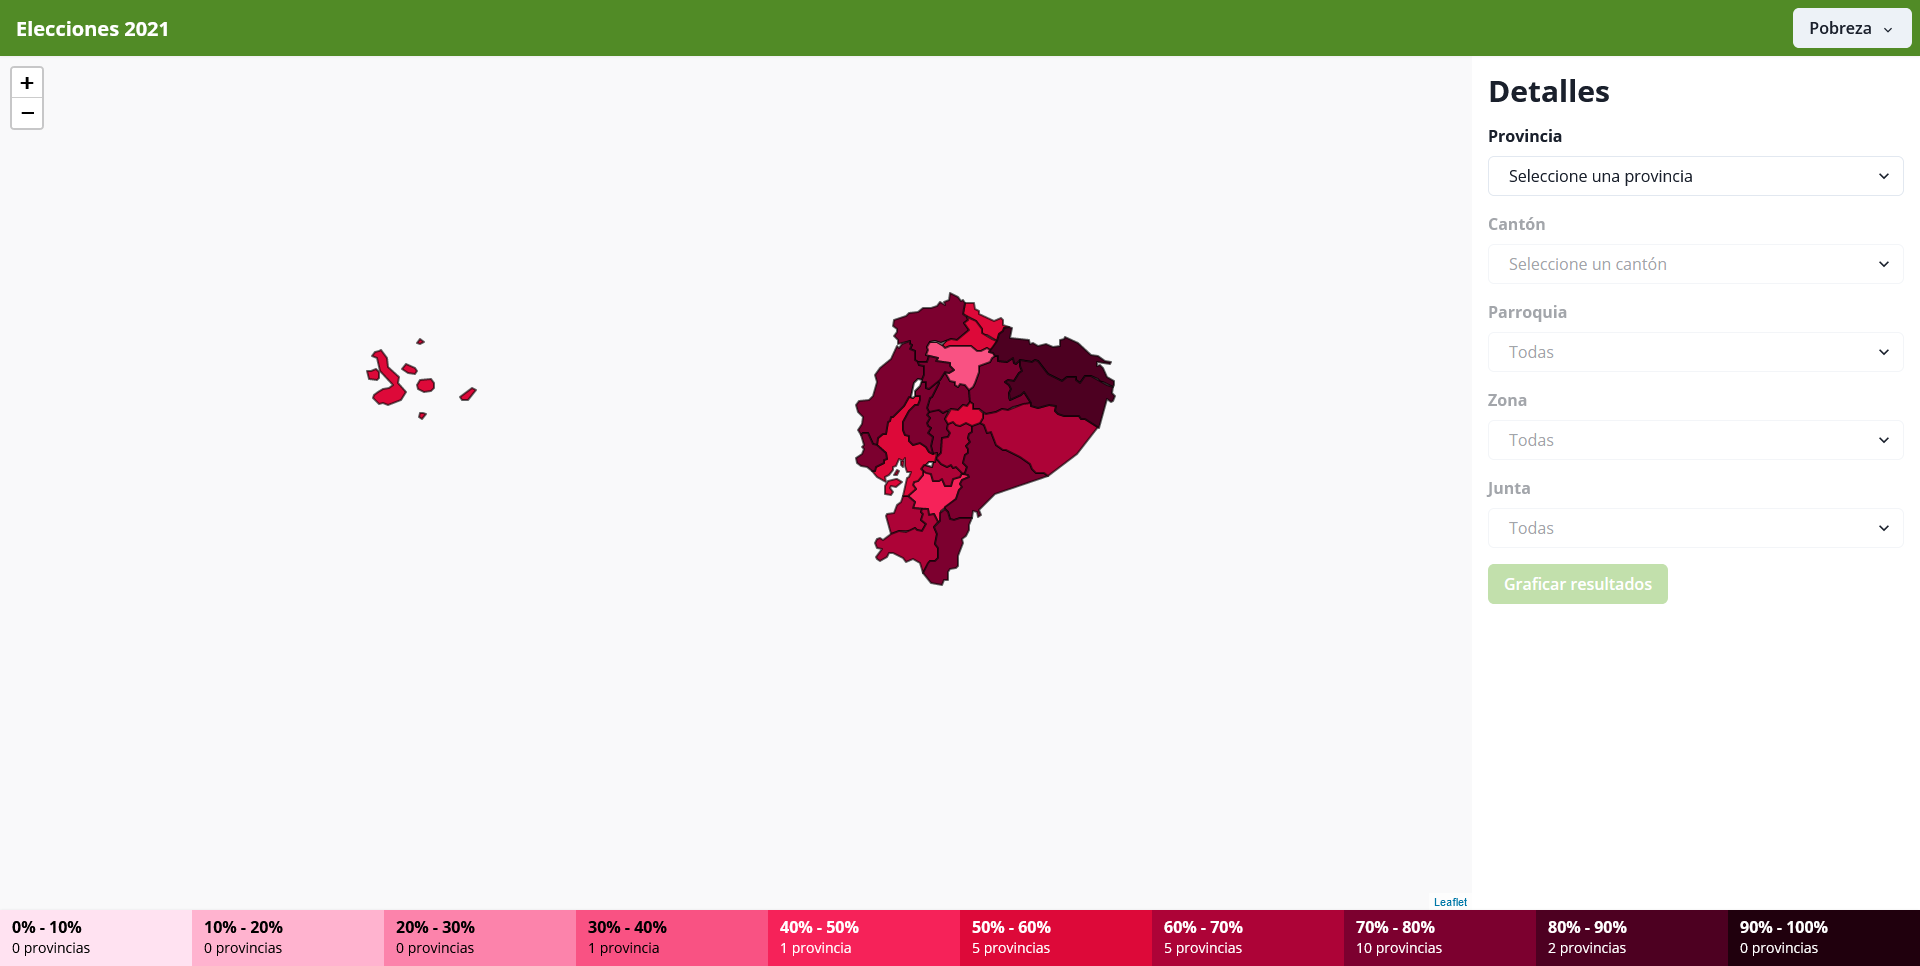 Elecciones 2021
Pobreza
+
−
Detalles
Provincia
Seleccione una provincia
Cantón
Seleccione un cantón
Parroquia
Todas
Zona
Todas
Junta
Todas
Graficar resultados
Leaflet
0% - 10%
0 provincias
10% - 20%
0 provincias
20% - 30%
0 provincias
30% - 40%
1 provincia
40% - 50%
1 provincia
50% - 60%
5 provincias
60% - 70%
5 provincias
70% - 80%
10 provincias
80% - 90%
2 provincias
90% - 100%
0 provincias